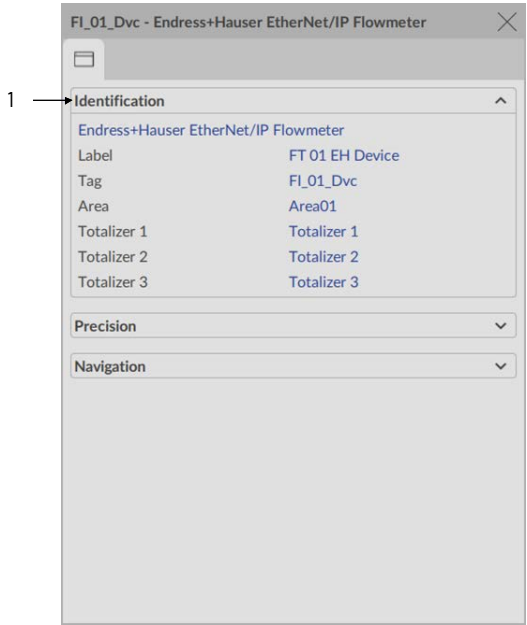 FI_01_Dvc - Endress+Hauser EtherNet/IP Flowmeter
1
Identification
Endress+Hauser EtherNet/IP Flowmeter
Label FT 01 EH Device
Tag FI_01_Dvc
Area Area01
Totalizer 1 Totalizer 1
Totalizer 2 Totalizer 2
Totalizer 3 Totalizer 3
Precision
Navigation